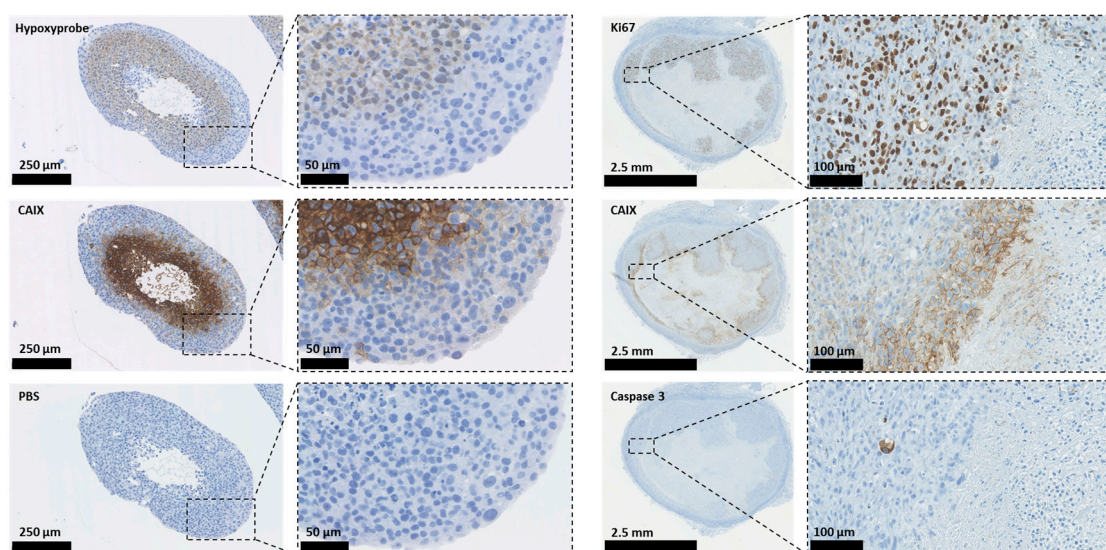 Hypoxyprobe
250 µm
50 µm
Ki67
2.5 mm
100 µm
CAIX
250 µm
50 µm
CAIX
2.5 mm
100 µm
PBS
250 µm
50 µm
Caspase 3
2.5 mm
100 µm